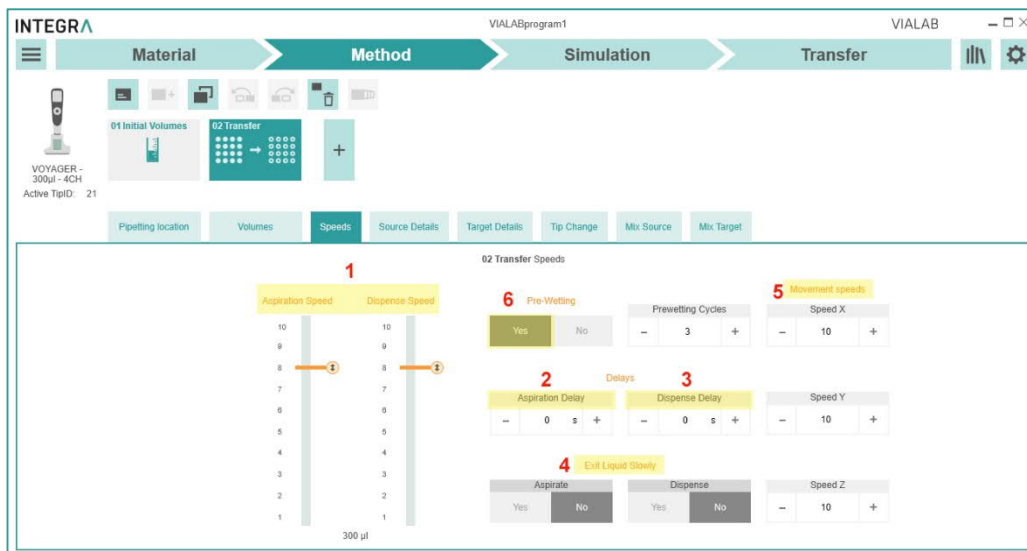 INTEGRA
VIALABprogram1
VIALAB
Material
Method
Simulation
Transfer
01 Initial Volumes
02 Transfer
+
VOYAGER -
300µl - 4CH
Active TipID: 21
Pipetting location
Volumes
Speeds
Source Details
Target Details
Tip Change
Mix Source
Mix Target
02 Transfer Speeds
1
Aspiration Speed
Dispense Speed
10
9
8
7
6
5
4
3
2
1
10
9
8
7
6
5
4
3
2
1
300 µl
6 Pre-Wetting
Yes No
Prewetting Cycles
- 3 +
5 Movement speeds
Speed X
- 10 +
Delays
2
Aspiration Delay
- 0 s +
3
Dispense Delay
- 0 s +
Speed Y
- 10 +
4 Exit Liquid Slowly
Aspirate
Yes No
Dispense
Yes No
Speed Z
- 10 +